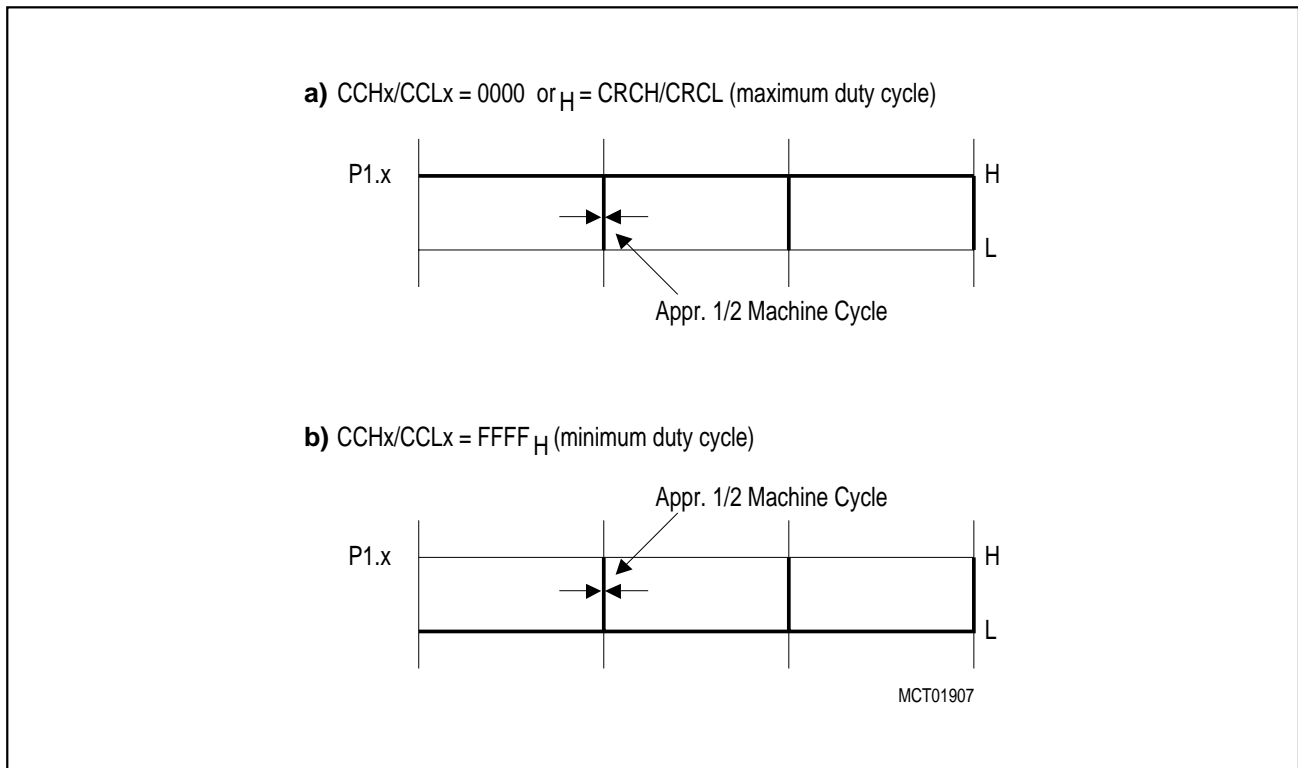 a) CCHx/CCLx = 0000 or H = CRCH/CRCL (maximum duty cycle)
P1.x
H
L
Appr. 1/2 Machine Cycle
b) CCHx/CCLx = FFFF H (minimum duty cycle)
Appr. 1/2 Machine Cycle
P1.x
H
L
MCT01907